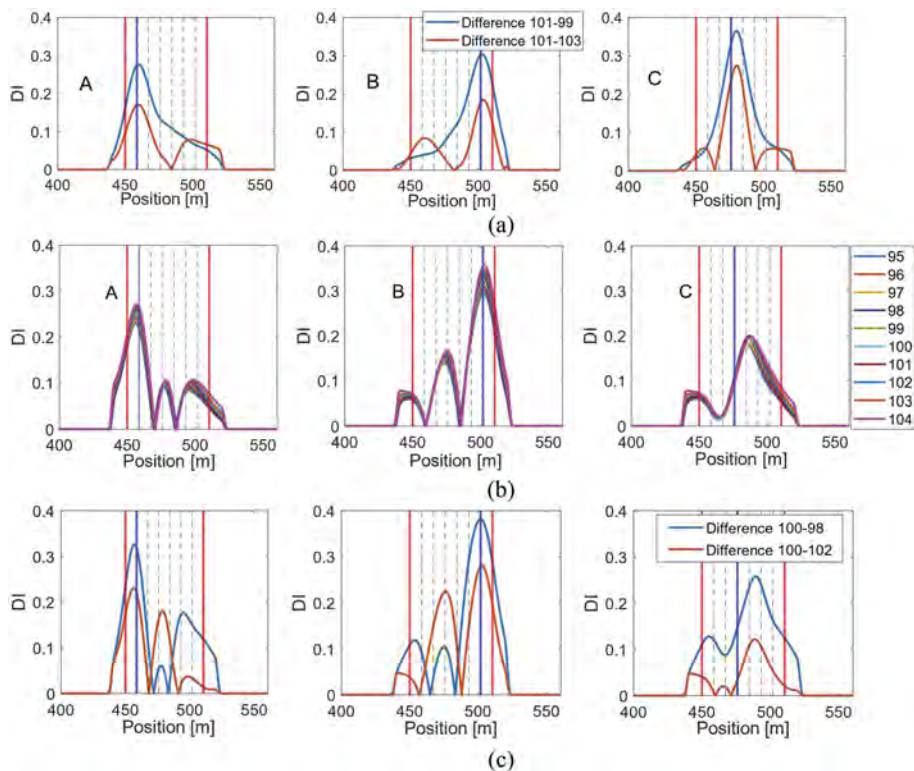 0.4
0.3
0.2
0.1
0
DI
A
400
450
500
550
Position [m]
0.4
0.3
0.2
0.1
0
DI
B
Difference 101-99
Difference 101-103
400
450
500
550
Position [m]
0.4
0.3
0.2
0.1
0
DI
C
400
450
500
550
Position [m]
(a)
0.4
0.3
0.2
0.1
0
DI
A
400
450
500
550
Position [m]
0.4
0.3
0.2
0.1
0
DI
B
400
450
500
550
Position [m]
0.4
0.3
0.2
0.1
0
DI
C
400
450
500
550
Position [m]
95
96
97
98
99
100
101
102
103
104
(b)
0.4
0.3
0.2
0.1
0
DI
400
450
500
550
Position [m]
0.4
0.3
0.2
0.1
0
DI
400
450
500
550
Position [m]
0.4
0.3
0.2
0.1
0
DI
Difference 100-98
Difference 100-102
400
450
500
550
Position [m]
(c)